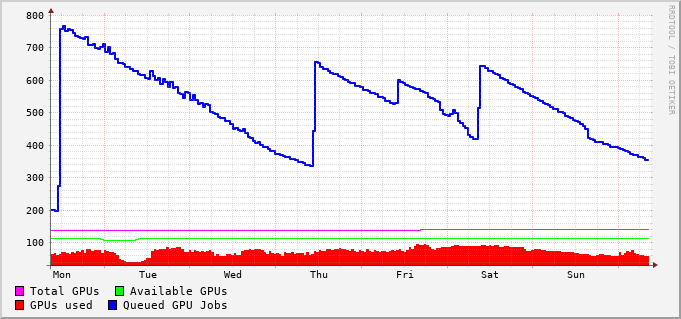 800
700
600
500
400
300
200
100
Mon Tue Wed Thu Fri Sat Sun
Total GPUs Available GPUs
GPUs used Queued GPU Jobs
RRDTOOL / TOBI OETIKER